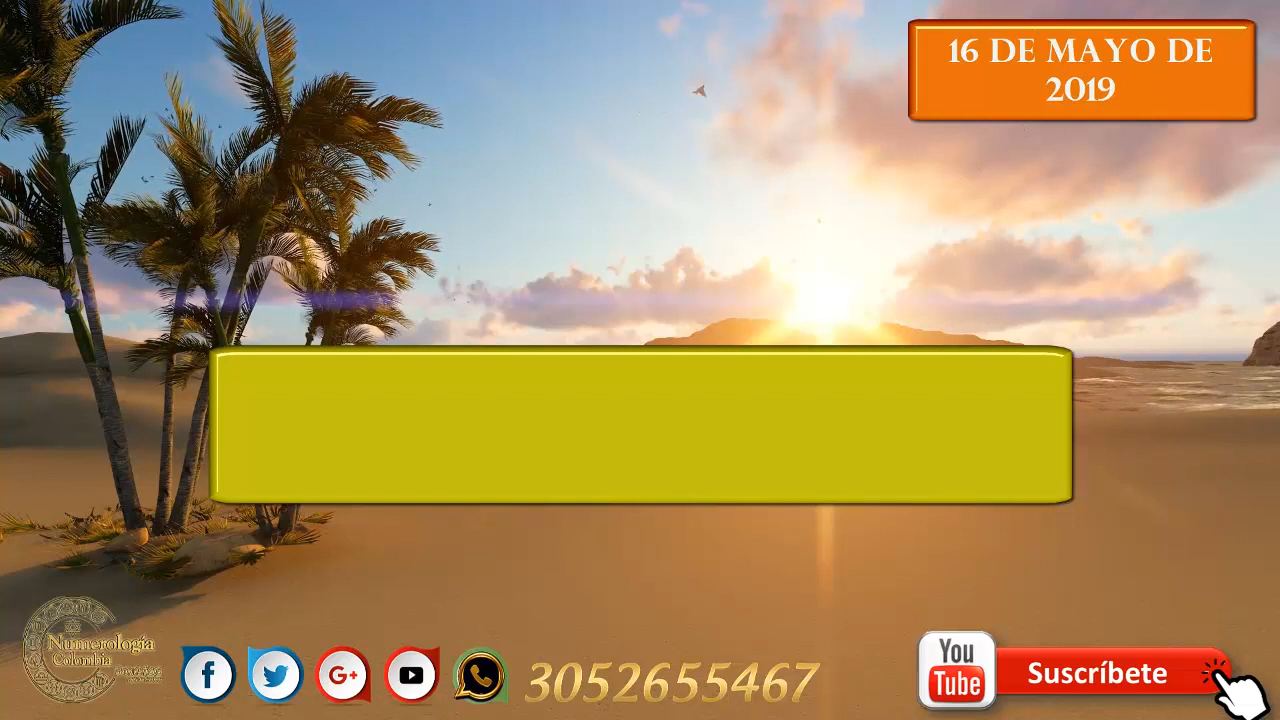 16 DE MAYO DE
2019
Numerología
Colombia
f
G+
3052655467
You
Tube
Suscríbete